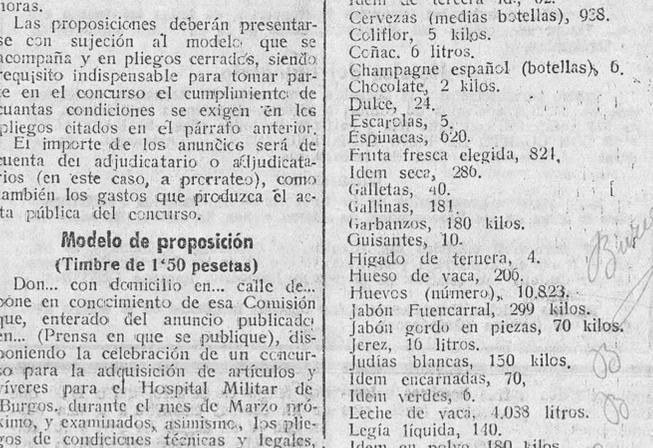 horas.
Las proposiciones deberán presentar-
se con sujeción al modelo que se
acompaña y en pliegos cerrados, siendo
requisito indispensable para tomar par-
te en el concurso el cumplimiento de
cuantas condiciones se exigen en los
pliegos citados en el párrafo anterior.
El importe de los anuncios será de
cuenta del adjudicatario o adjudicata-
rios (en este caso, a prorrateo), como
también los gastos que produzca el ac-
ta pública del concurso.
Modelo de proposición
(Timbre de 1'50 pesetas)
Don... con domicilio en... calle de...
pone en conocimiento de esa Comisión
que, enterado del anuncio publicado
en... (Prensa en que se publique), dis-
poniendo la celebración de un concur-
so para la adquisición de artículos y
víveres para el Hospital Militar de
Burgos, durante el mes de Marzo pró-
ximo, y examinados, asimismo, los plie-
gos de condiciones técnicas y legales,
Idem de tercera id., 62.
Cervezas (medias botellas), 938.
Coliflor, 5 kilos.
Coñac. 6 litros.
Champagne español (botellas), 6.
Chocolate, 2 kilos.
Dulce, 24.
Escarolas, 5.
Espinacas, 620.
Fruta fresca elegida, 821.
Idem seca, 286.
Galletas, 40.
Gallinas, 181.
Garbanzos, 180 kilos.
Guisantes, 10.
Hígado de ternera, 4.
Hueso de vaca, 206.
Huevos (número), 10.823.
Jabón Fuencarral, 299 kilos.
Jabón gordo en piezas, 70 kilos.
Jerez, 16 litros.
Judías blancas, 150 kilos.
Idem encarnadas, 70,
Idem verdes, 6.
Leche de vaca, 4.038 litros.
Legía líquida, 140.
Idem en polvo 180 kilos.